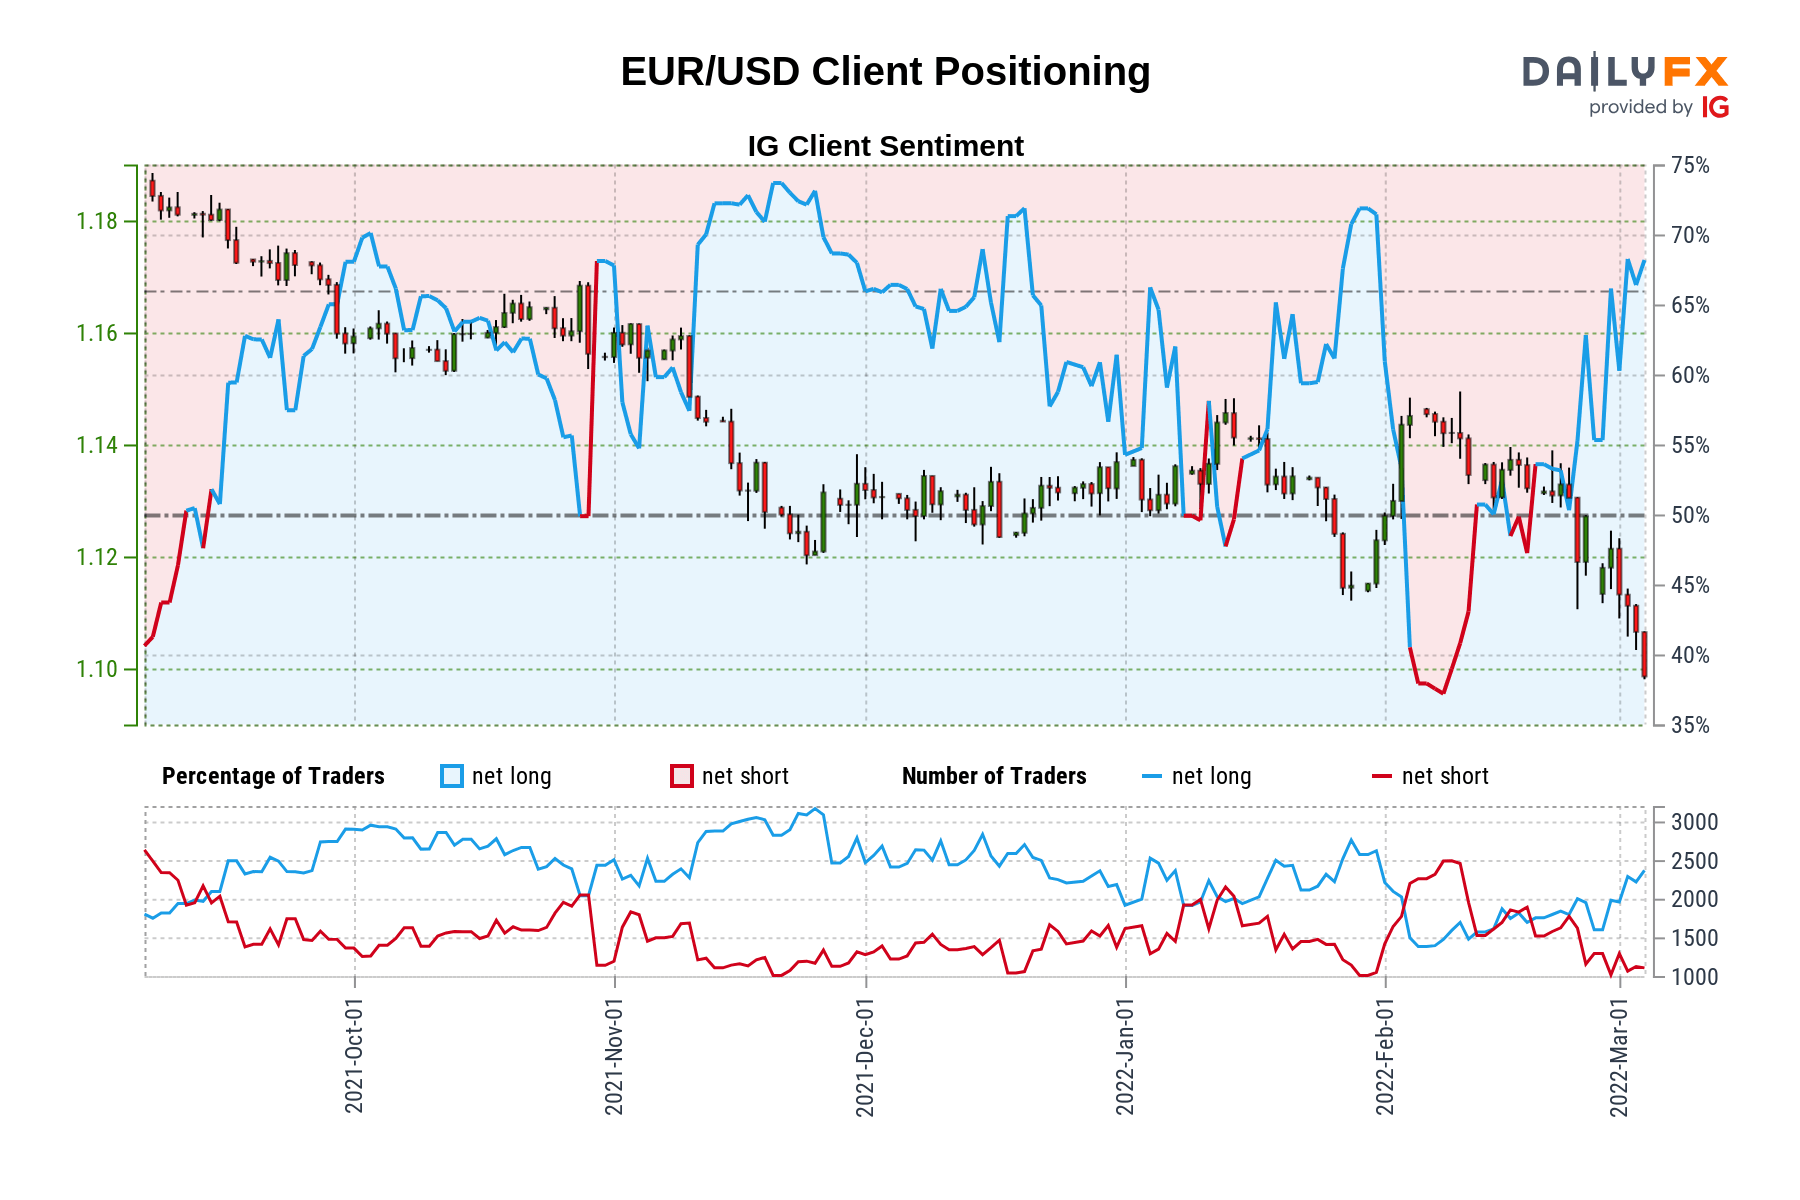 EUR/USD Client Positioning
DAILYFX
provided by IG
IG Client Sentiment
1.18
1.16
1.14
1.12
1.10
75%
70%
65%
60%
55%
50%
45%
40%
35%
Percentage of Traders net long net short Number of Traders net long net short
3000
2500
2000
1500
1000
2021-Oct-01
2021-Nov-01
2021-Dec-01
2022-Jan-01
2022-Feb-01
2022-Mar-01